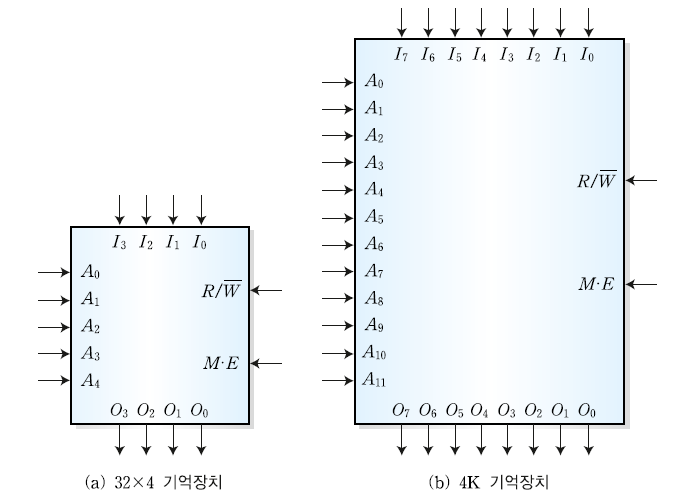 I₃ I₂ I₁ I₀
A₀
A₁
A₂
A₃
A₄
R/W̅
M·E
O₃ O₂ O₁ O₀
(a) 32×4 기억장치
I₇ I₆ I₅ I₄ I₃ I₂ I₁ I₀
A₀
A₁
A₂
A₃
A₄
A₅
A₆
A₇
A₈
A₉
A₁₀
A₁₁
R/W̅
M·E
O₇ O₆ O₅ O₄ O₃ O₂ O₁ O₀
(b) 4K 기억장치